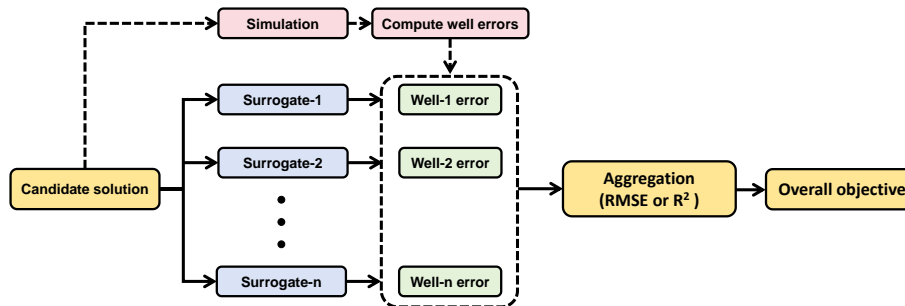 Simulation
Compute well errors
Surrogate-1
Well-1 error
Surrogate-2
Well-2 error
Candidate solution
Aggregation
(RMSE or R² )
Overall objective
Surrogate-n
Well-n error